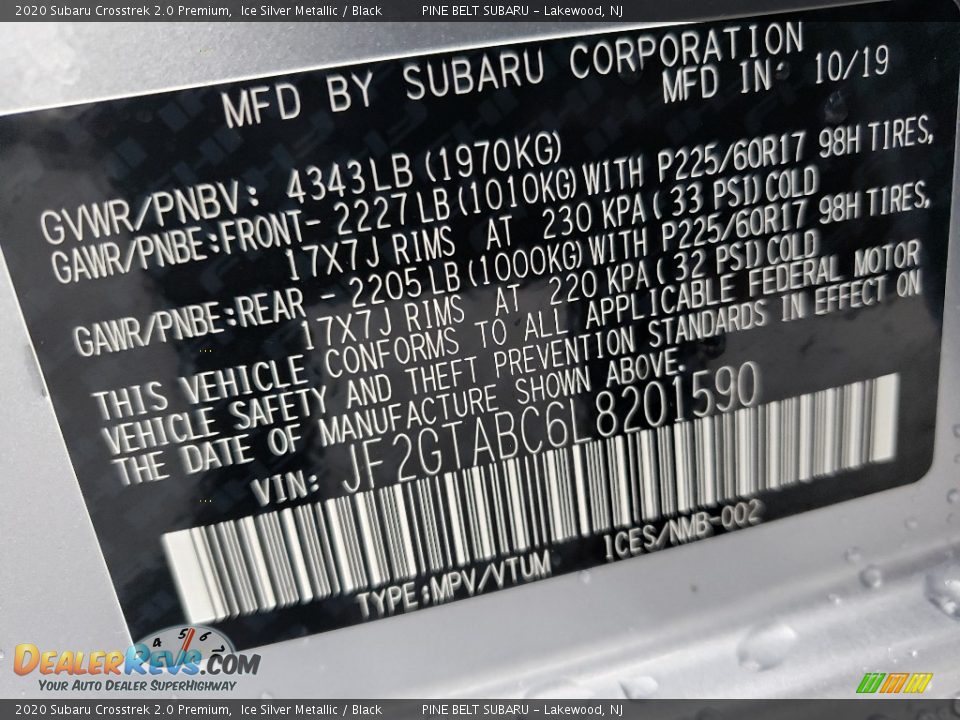 2020 Subaru Crosstrek 2.0 Premium, Ice Silver Metallic / Black PINE BELT SUBARU - Lakewood, NJ
MFD BY SUBARU CORPORATION
MFD IN: 10/19
GVWR/PNBV: 4343LB (1970KG)
GAWR/PNBE:FRONT- 2227LB (1010KG) WITH P225/60R17 98H TIRES,
17X7J RIMS AT 230 KPA( 33 PSI)COLD
GAWR/PNBE:REAR - 2205LB (1000KG) WITH P225/60R17 98H TIRES,
17X7J RIMS AT 220 KPA( 32 PSI)COLD
THIS VEHICLE CONFORMS TO ALL APPLICABLE FEDERAL MOTOR
VEHICLE SAFETY AND THEFT PREVENTION STANDARDS IN EFFECT ON
THE DATE OF MANUFACTURE SHOWN ABOVE.
VIN: JF2GTABC6L8201590
TYPE:MPV/VTUM ICES/NMB-002
4 5 6
DEALERREVS.COM
YOUR AUTO DEALER SUPERHIGHWAY
2020 Subaru Crosstrek 2.0 Premium, Ice Silver Metallic / Black PINE BELT SUBARU - Lakewood, NJ